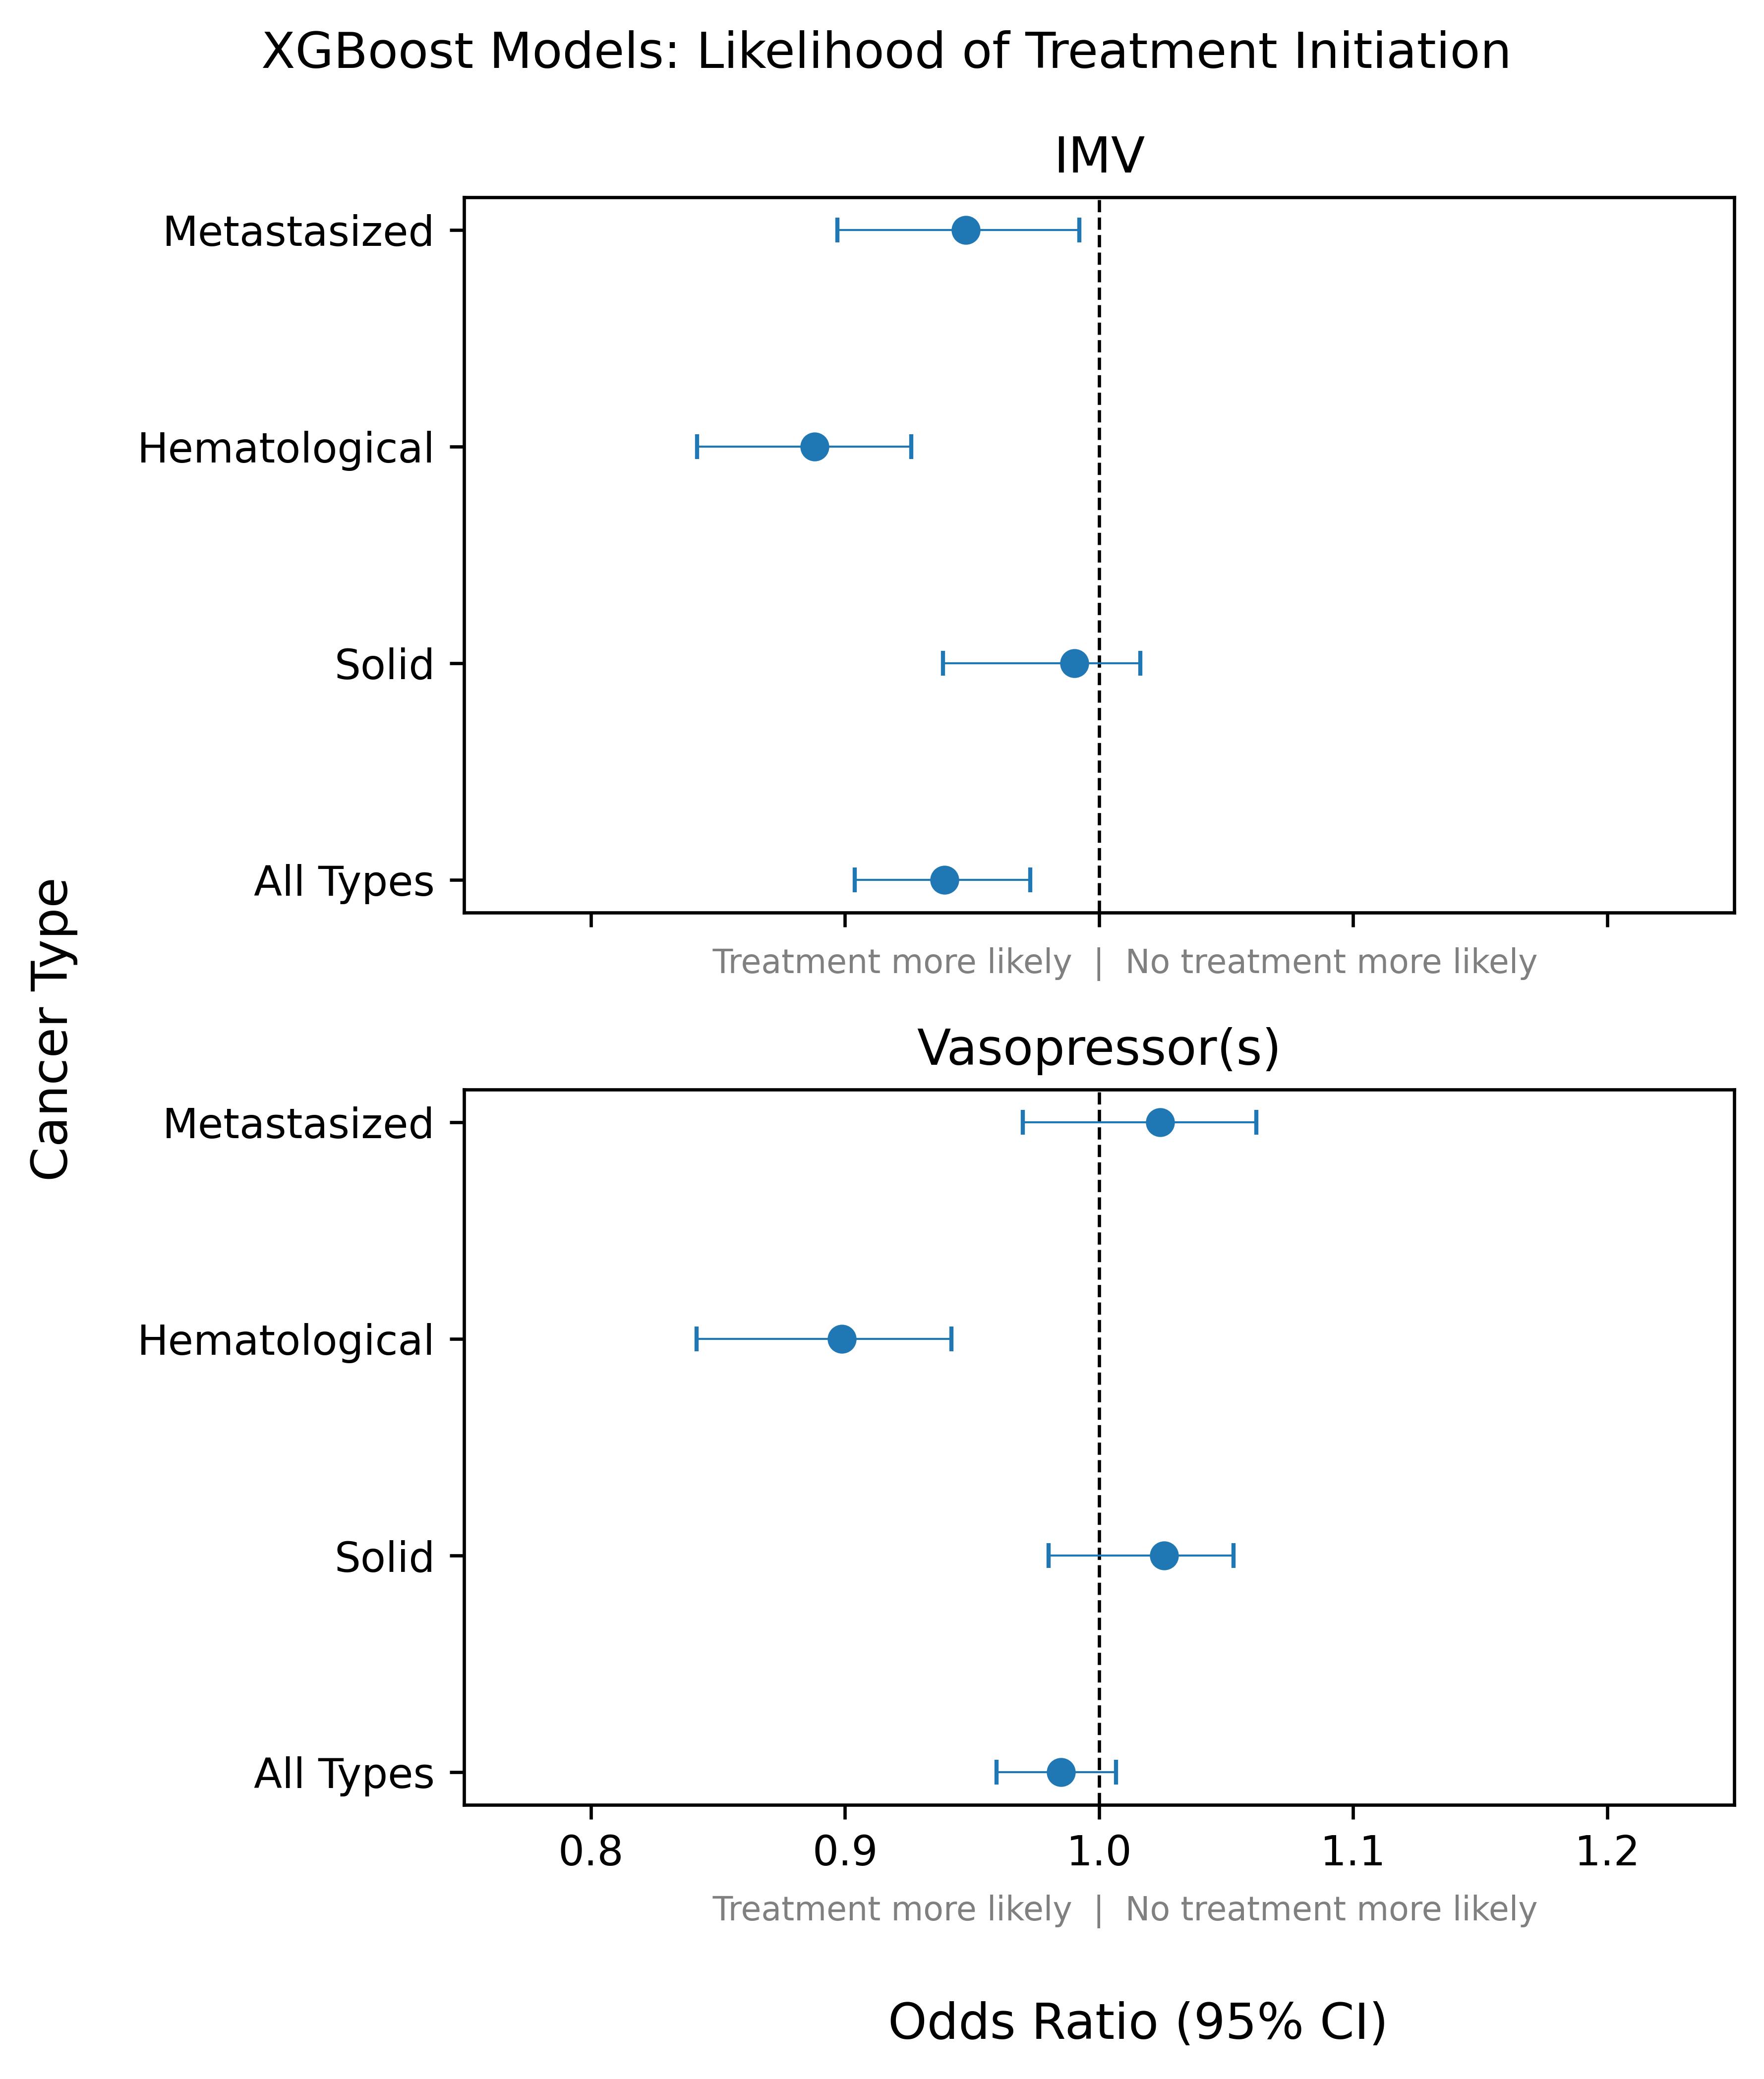 XGBoost Models: Likelihood of Treatment Initiation
IMV
Metastasized
Hematological
Solid
All Types
Treatment more likely | No treatment more likely
Cancer Type
Vasopressor(s)
Metastasized
Hematological
Solid
All Types
0.8 0.9 1.0 1.1 1.2
Treatment more likely | No treatment more likely
Odds Ratio (95% CI)